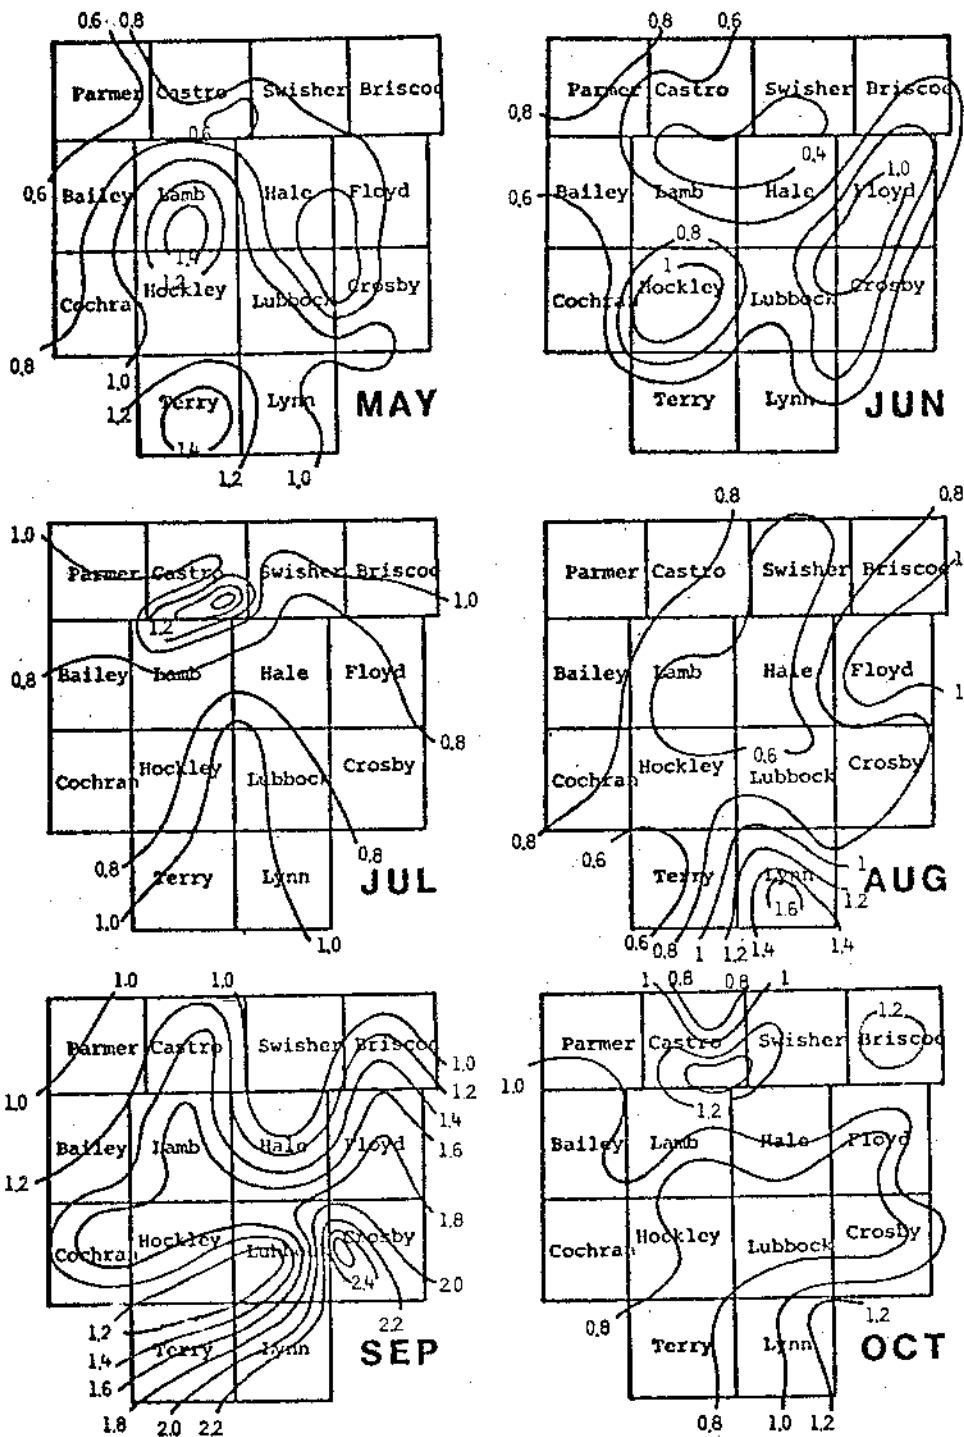 0.6 0.8
Parmer Castro Swisher Briscoe
0.6
0.6 Bailey Lamb Hale Floyd
1.4
1.2
Cochran Hockley Lubbock Crosby
0.8
1.0
1.2 Terry Lynn MAY
1.4
1.2 1.0
0.8 0.6
Parmer Castro Swisher Briscoe
0.8
0.4
1.0
0.6 Bailey Lamb Hale Floyd
0.8
1
Cochran Hockley Lubbock Crosby
Terry Lynn JUN
1.0
Parmer Castro Swisher Briscoe
1.0
1.2
0.8 Bailey Lamb Hale Floyd
0.8
Cochran Hockley Lubbock Crosby
0.8 0.8
Terry Lynn JUL
1.0 1.0
0.8 0.8
1
Parmer Castro Swisher Briscoe
Bailey Lamb Hale Floyd
1
0.6
Cochran Hockley Lubbock Crosby
0.8
0.6 1
Terry Lynn AUG
1.2
1.6
0.6 0.8 1 1.2 1.4 1.4
1.0 1.0
Parmer Castro Swisher Briscoe
1.0
1.0 1.2
1.4
Bailey Lamb Hale Floyd 1.6
1.2
1.8
Cochran Hockley Lubbock Crosby
2.4 2.0
2.2
1.2
1.4 Terry Lynn SEP
1.6
1.8 2.0 2.2
1 0.8 0.8 1
1.2
Parmer Castro Swisher Briscoe
1.0
1.2
Bailey Lamb Hale Floyd
Cochran Hockley Lubbock Crosby
0.8 1.2
Terry Lynn OCT
0.8 1.0 1.2